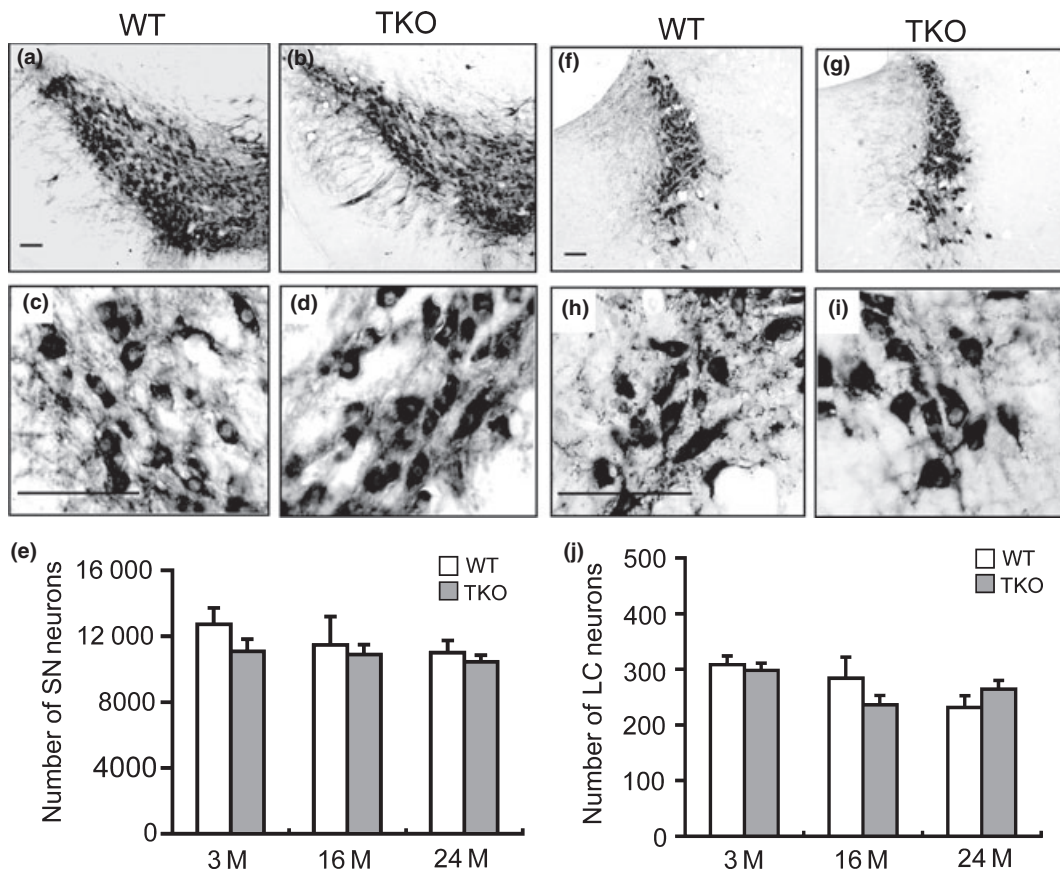 WT TKO WT TKO
(a) (b) (f) (g)
(c) (d) (h) (i)
(e)
Number of SN neurons
16 000
12 000
8000
4000
0
WT
TKO
3 M 16 M 24 M
(j)
Number of LC neurons
500
400
300
200
100
0
WT
TKO
3 M 16 M 24 M